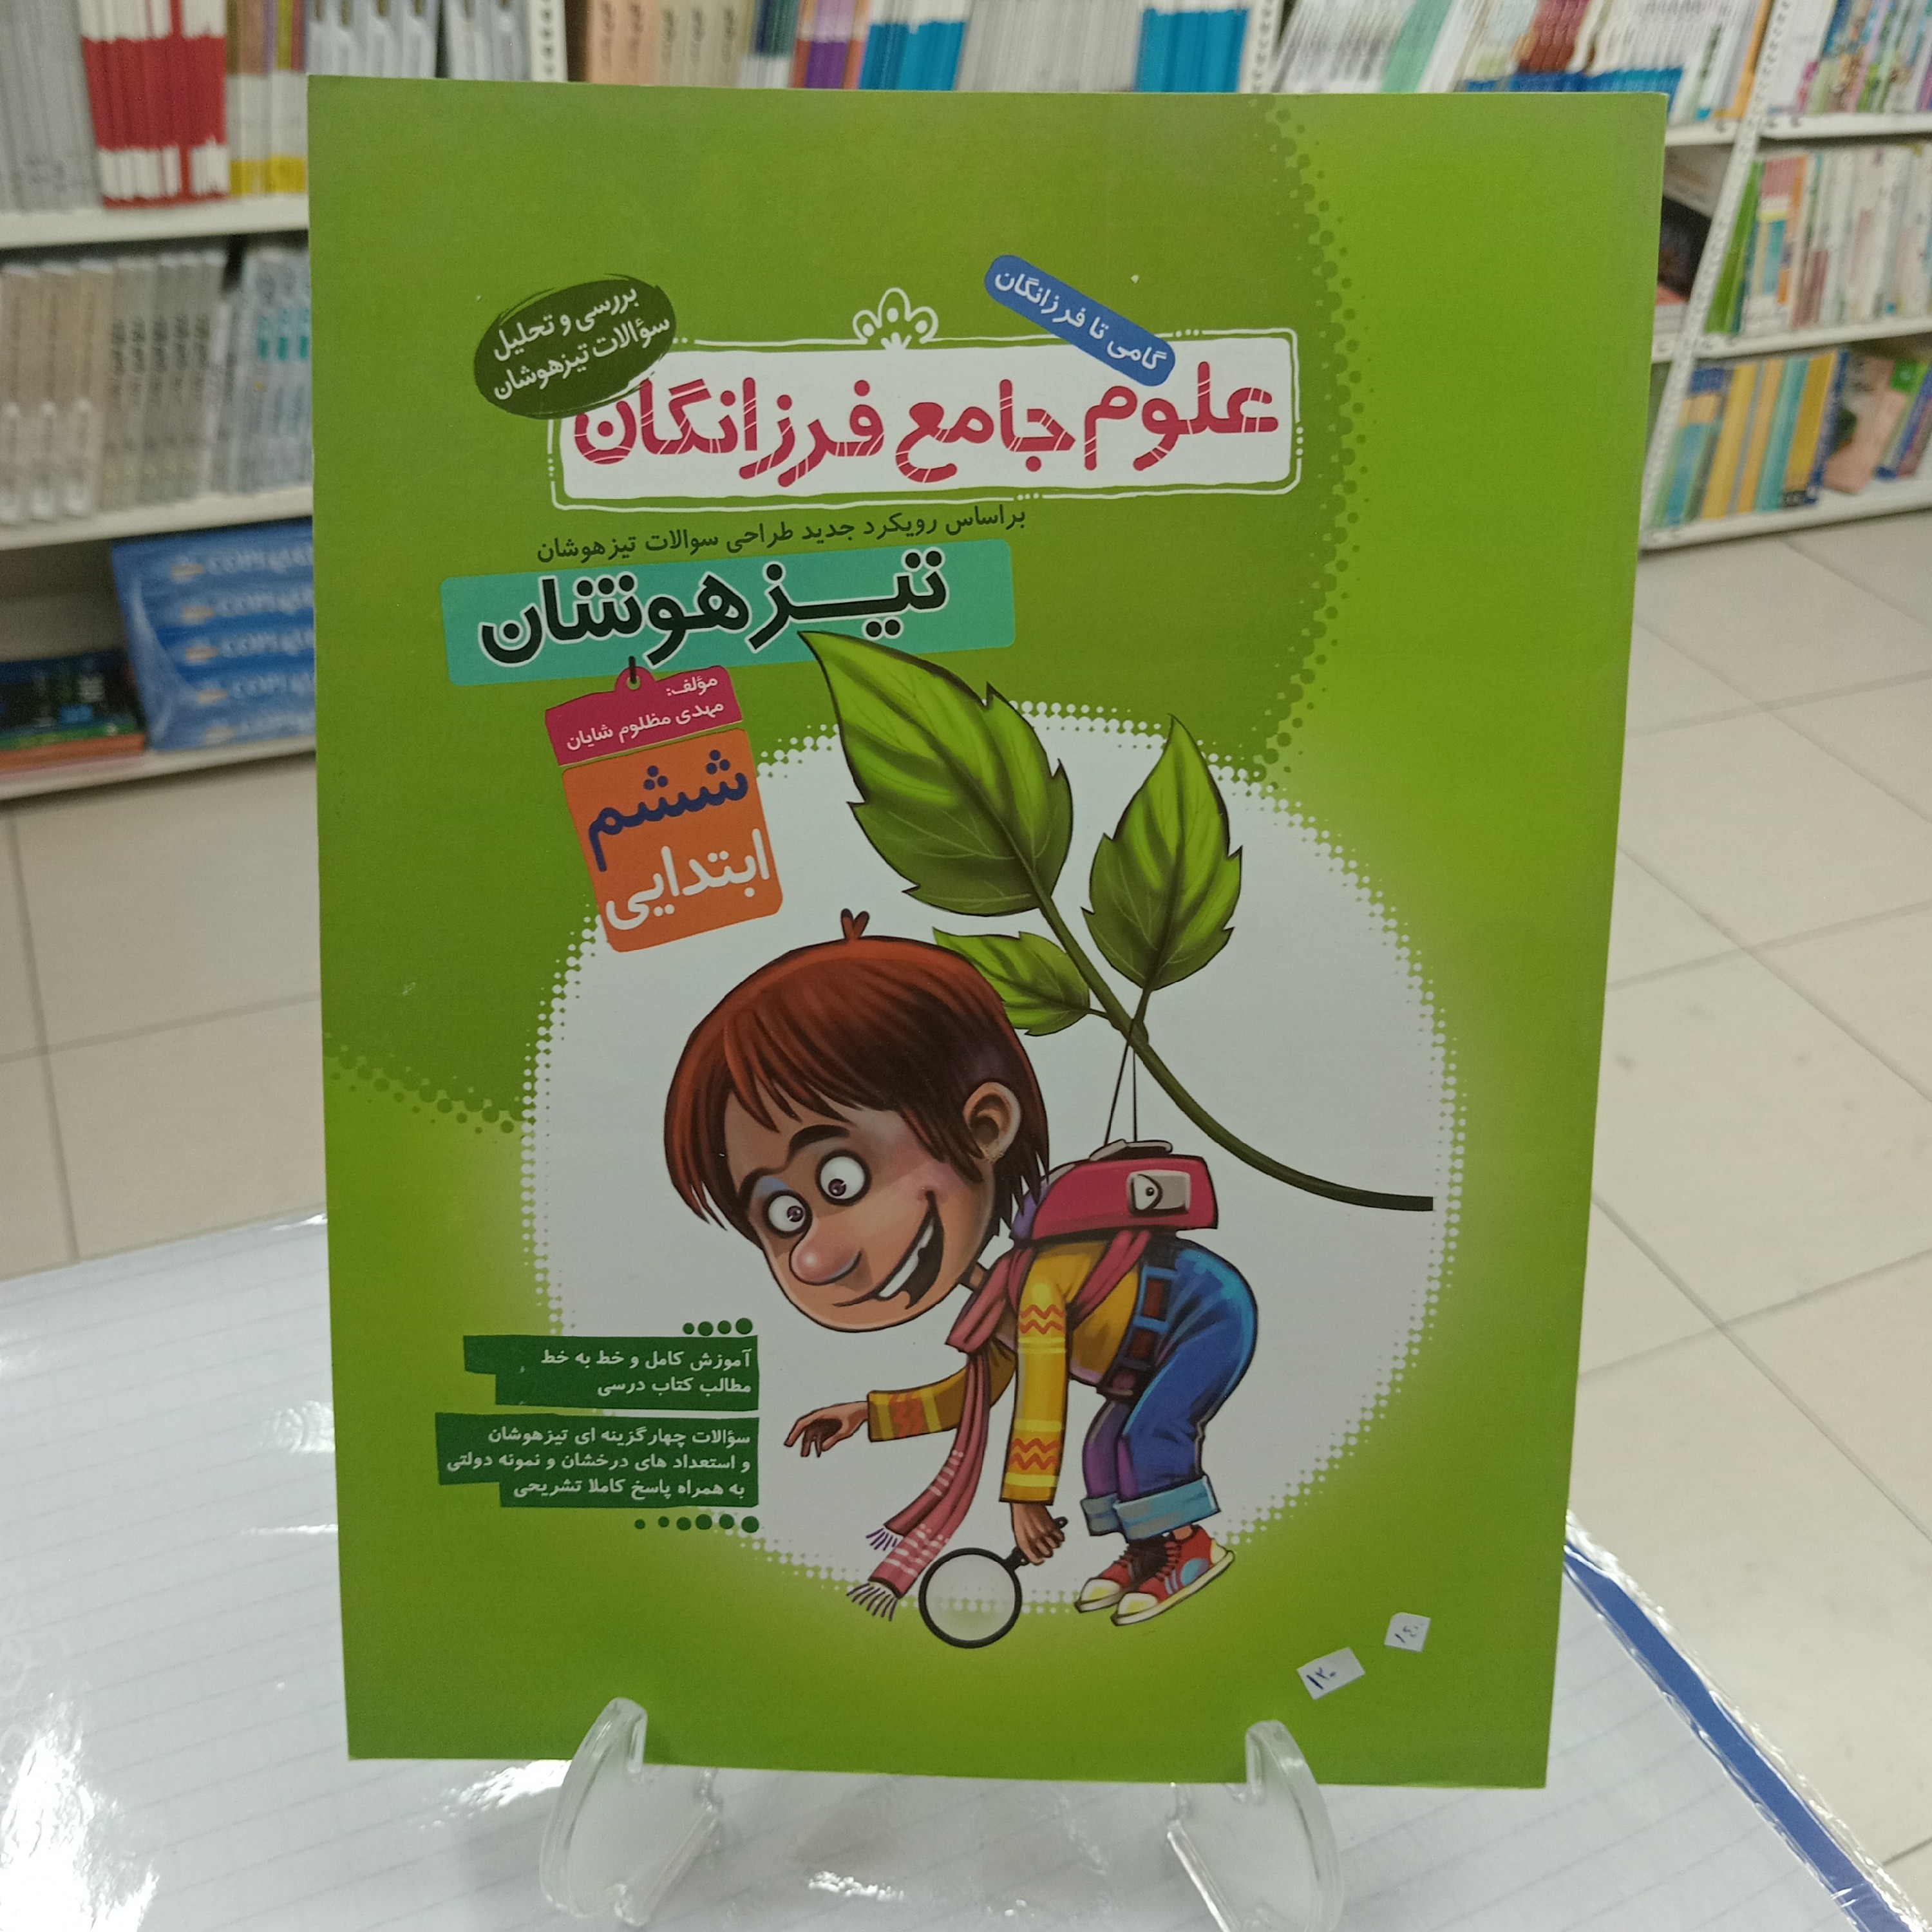 گامی تا فرزانگان
بررسی و تحلیل
سؤالات تیزهوشان
علوم جامع فرزانگان
براساس رویکرد جدید طراحی سوالات تیزهوشان
تیزهوشان
مؤلف:
مهدی مظلوم شایان
ششم
ابتدایی
آموزش کامل و خط به خط
مطالب کتاب درسی
سؤالات چهارگزینه ای تیزهوشان
و استعداد های درخشان و نمونه دولتی
به همراه پاسخ کاملا تشریحی
۱۲۰